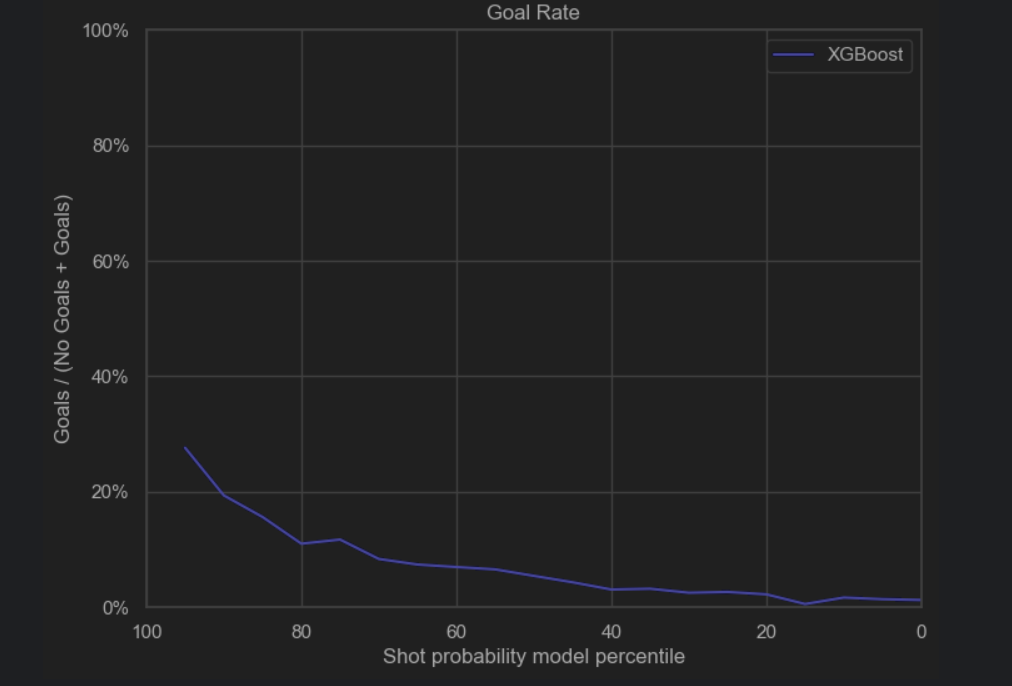 Goal Rate
100%
XGBoost
80%
60%
40%
20%
0%
Goals / (No Goals + Goals)
100 80 60 40 20 0
Shot probability model percentile